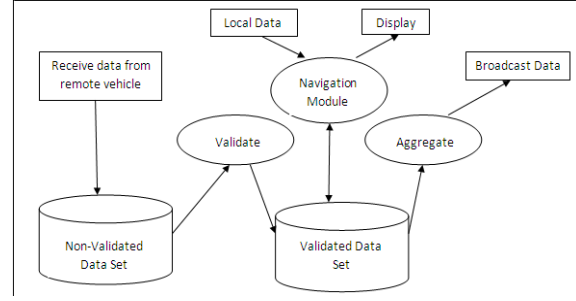 Local Data
Display
Receive data from
remote vehicle
Broadcast Data
Navigation
Module
Validate
Aggregate
Non-Validated
Data Set
Validated Data
Set